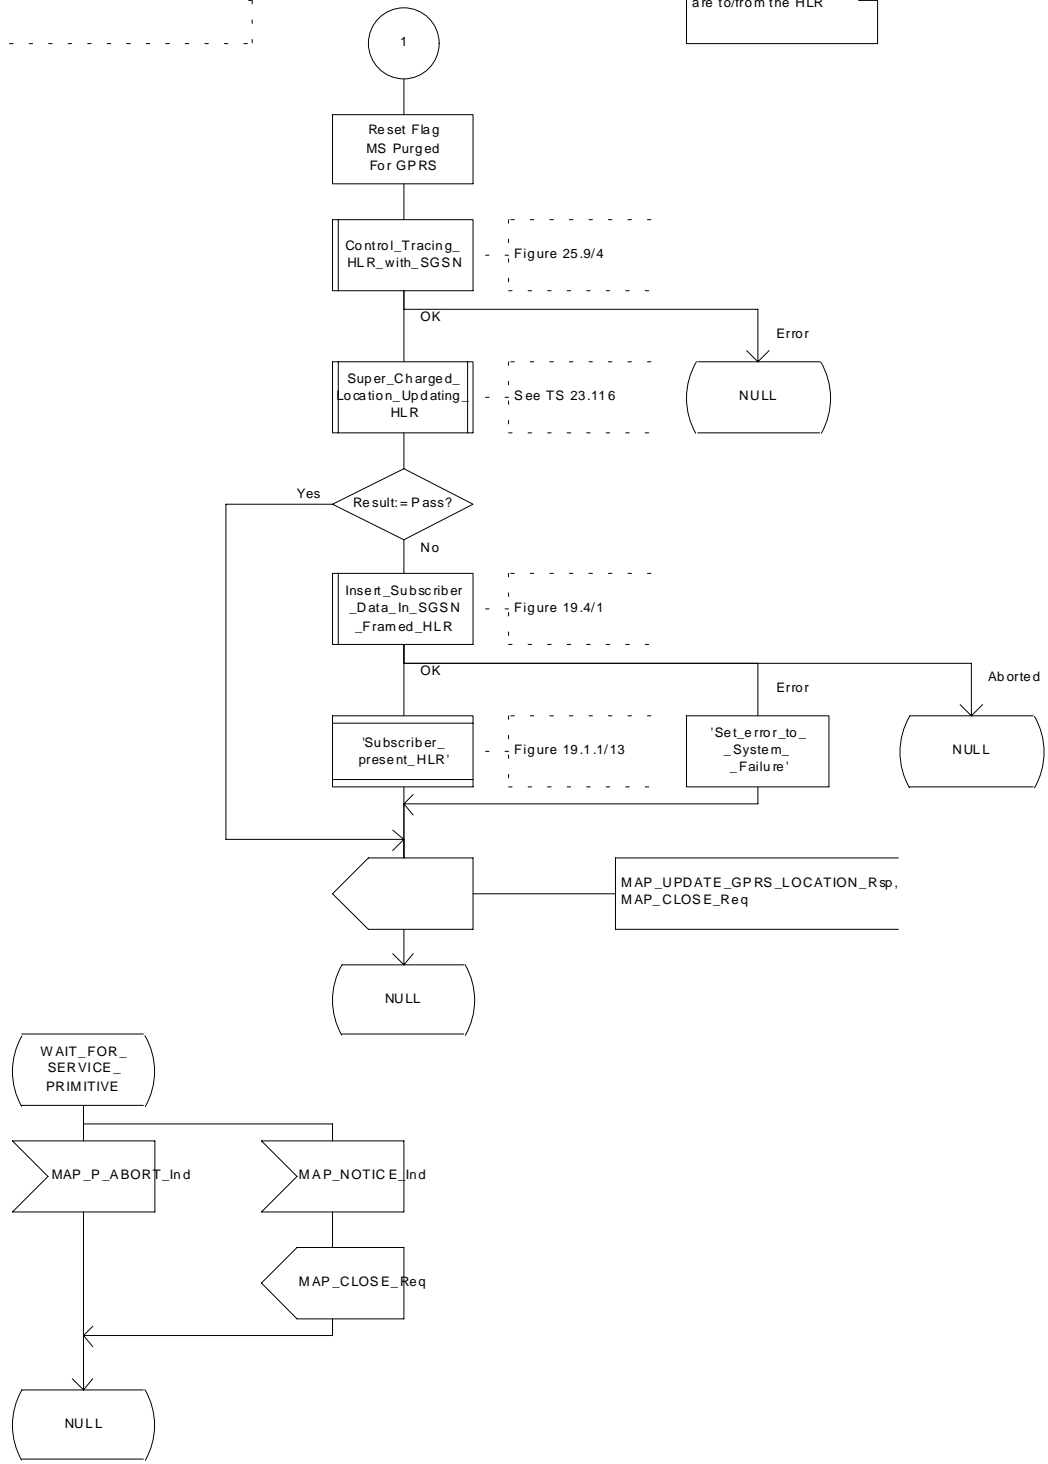 are to/from the HLR
1
Reset Flag
MS Purged
For GPRS
Control_Tracing_
HLR_with_SGSN
Figure 25.9/4
OK
Error
Super_Charged_
Location_Updating_
HLR
See TS 23.116
NULL
Yes
Result:=Pass?
No
Insert_Subscriber
_Data_In_SGSN
_Framed_HLR
Figure 19.4/1
OK
Error
Aborted
'Subscriber_
present_HLR'
Figure 19.1.1/13
'Set_error_to_
_System_
_Failure'
NULL
MAP_UPDATE_GPRS_LOCATION_Rsp,
MAP_CLOSE_Req
NULL
WAIT_FOR_
SERVICE_
PRIMITIVE
MAP_P_ABORT_Ind
MAP_NOTICE_Ind
MAP_CLOSE_Req
NULL